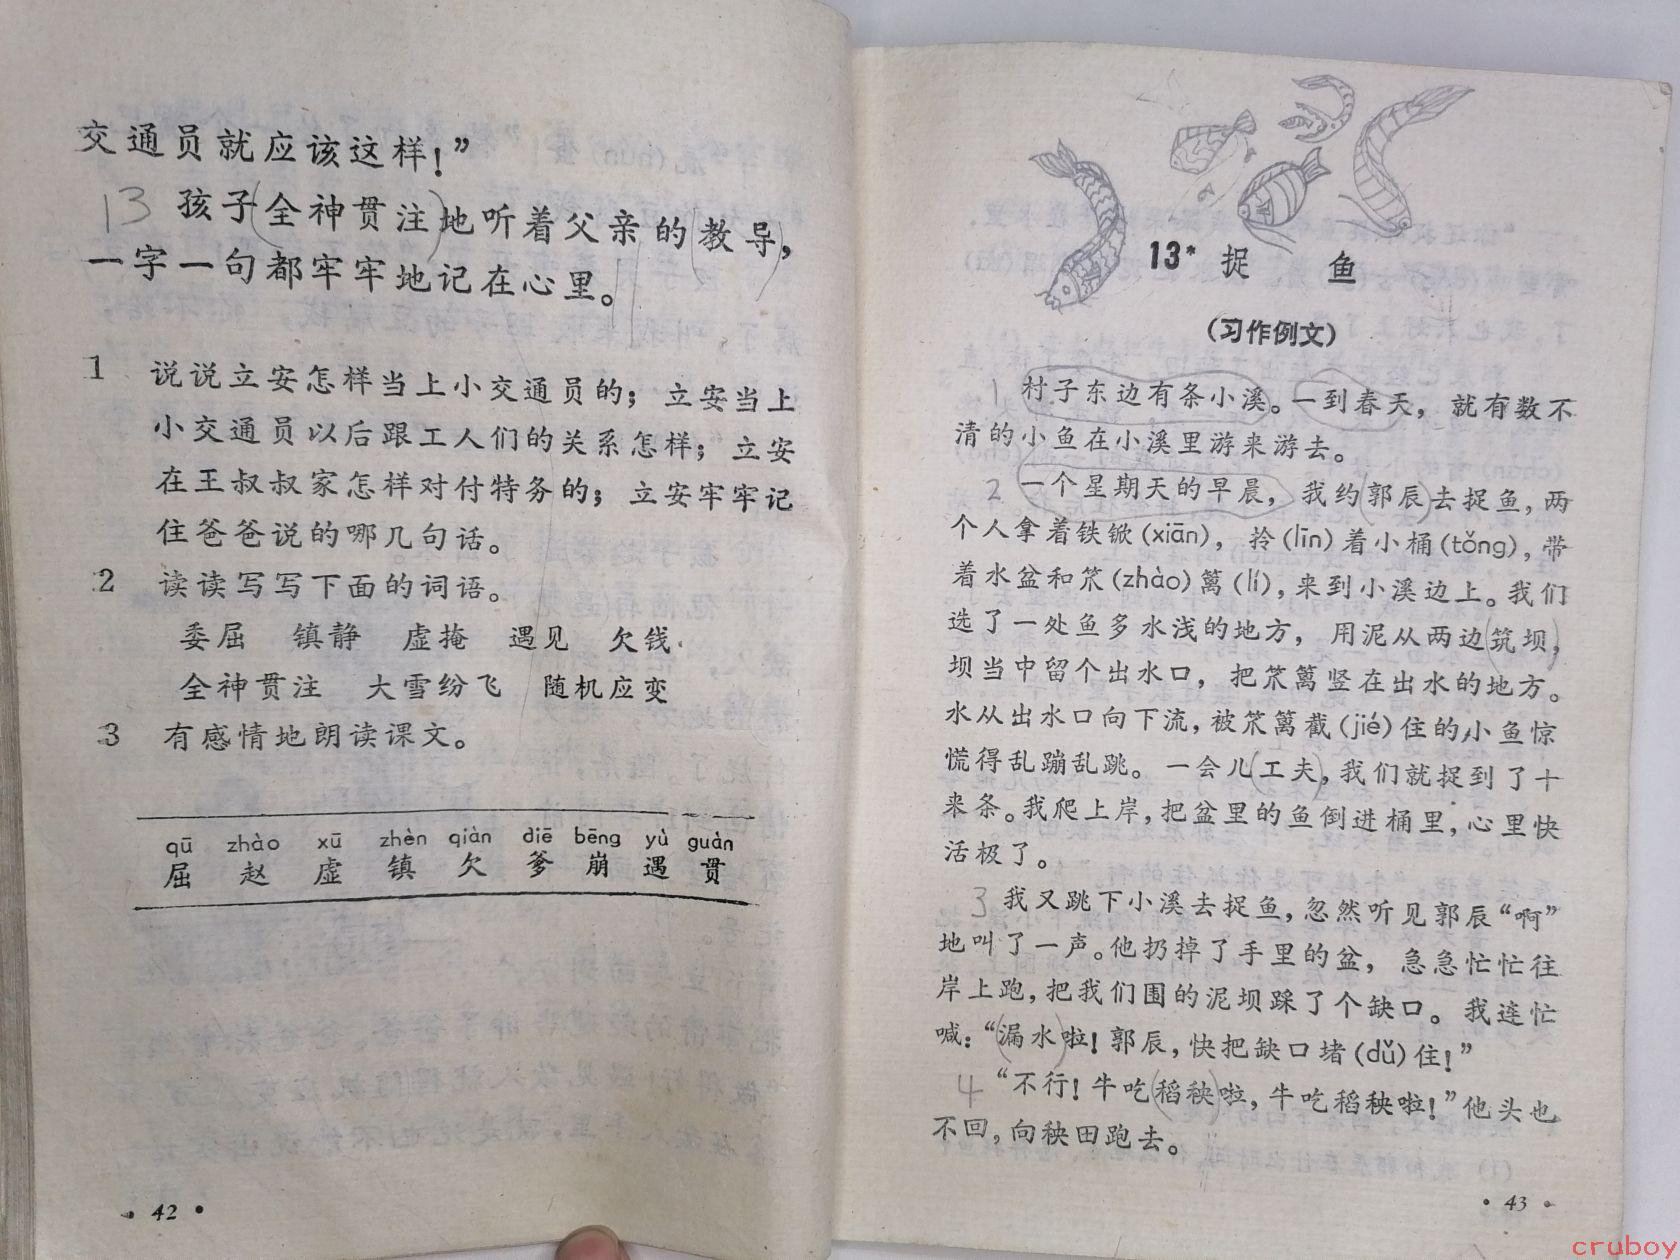 交通员就应该这样!”
13 孩子全神贯注地听着父亲的教导,
一字一句都牢牢地记在心里。
1 说说立安怎样当上小交通员的; 立安当上
小交通员以后跟工人们的关系怎样; 立安
在王叔叔家怎样对付特务的; 立安牢牢记
住爸爸说的哪几句话。
2 读读写写下面的词语。
委屈 镇静 虚掩 遇见 欠钱
全神贯注 大雪纷飞 随机应变
3 有感情地朗读课文。
qū zhào xū zhèn qiàn diē bēng yù guàn
屈 赵 虚 镇 欠 爹 崩 遇 贯
• 42 •
13* 捉 鱼
(习作例文)
1 村子东边有条小溪。一到春天, 就有数不
清的小鱼在小溪里游来游去。
2 一个星期天的早晨, 我约郭辰去捉鱼, 两
个人拿着铁锨(xiān), 拎(līn)着小桶(tǒng), 带
着水盆和笊(zhào)篱(lí), 来到小溪边上。我们
选了一处鱼多水浅的地方, 用泥从两边筑坝,
坝当中留个出水口, 把笊篱竖在出水的地方。
水从出水口向下流, 被笊篱截(jié)住的小鱼惊
慌得乱蹦乱跳。一会儿工夫, 我们就捉到了十
来条。我爬上岸, 把盆里的鱼倒进桶里, 心里快
活极了。
3 我又跳下小溪去捉鱼, 忽然听见郭辰“啊”
地叫了一声。他扔掉了手里的盆, 急急忙忙往
岸上跑, 把我们围的泥坝踩了个缺口。我连忙
喊: “漏水啦! 郭辰, 快把缺口堵(dǔ)住!”
4 “不行! 牛吃稻秧啦, 牛吃稻秧啦!”他头也
不回, 向秧田跑去。
• 43 •
cruboy